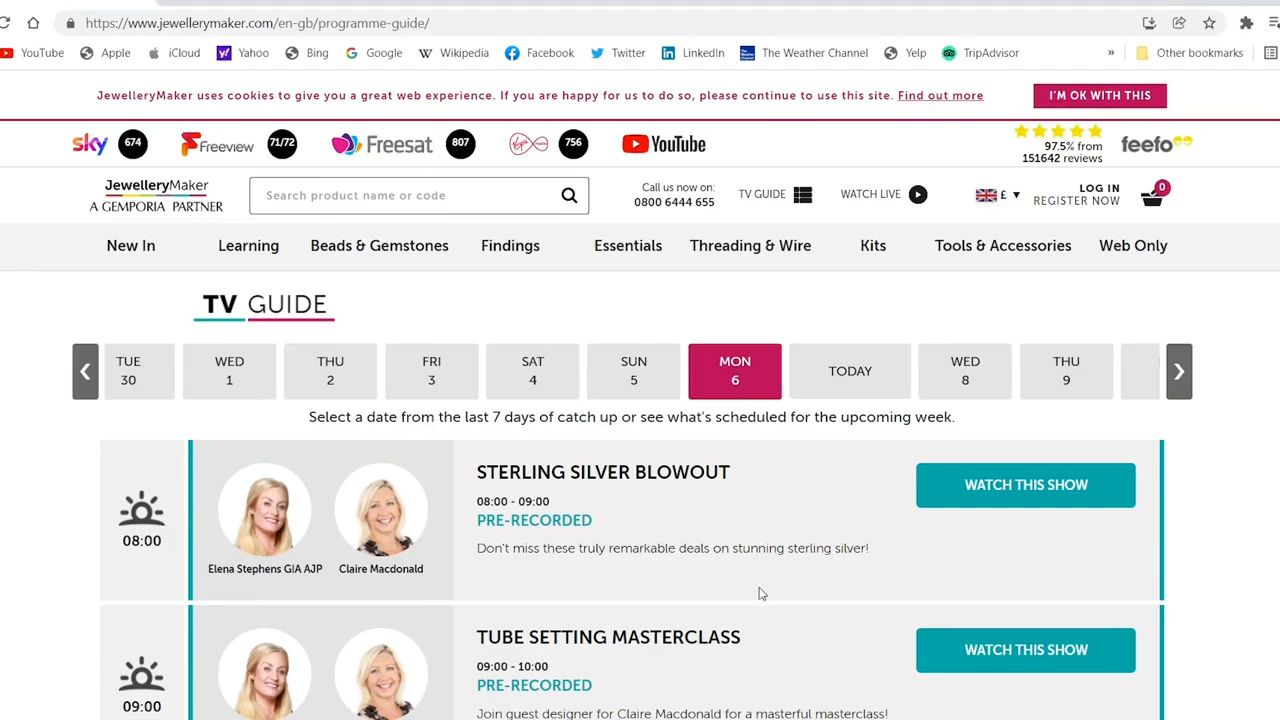 https://www.jewellerymaker.com/en-gb/programme-guide/
YouTube Apple iCloud Yahoo Bing Google Wikipedia Facebook Twitter LinkedIn The Weather Channel Yelp TripAdvisor » Other bookmarks
JewelleryMaker uses cookies to give you a great web experience. If you are happy for us to do so, please continue to use this site. Find out more
I'M OK WITH THIS
sky 674 Freeview 71/72 freesat 807 756 YouTube
97.5% from
151642 reviews
feefo
JewelleryMaker
A GEMPORIA PARTNER
Search product name or code
Call us now on:
0800 6444 655
TV GUIDE
WATCH LIVE
£ ▼
LOG IN
REGISTER NOW
0
New In Learning Beads & Gemstones Findings Essentials Threading & Wire Kits Tools & Accessories Web Only
TV GUIDE
TUE WED THU FRI SAT SUN MON TODAY WED THU
30 1 2 3 4 5 6 8 9
Select a date from the last 7 days of catch up or see what's scheduled for the upcoming week.
08:00
Elena Stephens GIA AJP
Claire Macdonald
STERLING SILVER BLOWOUT
08:00 - 09:00
PRE-RECORDED
Don't miss these truly remarkable deals on stunning sterling silver!
WATCH THIS SHOW
09:00
TUBE SETTING MASTERCLASS
09:00 - 10:00
PRE-RECORDED
Join guest designer for Claire Macdonald for a masterful masterclass!
WATCH THIS SHOW